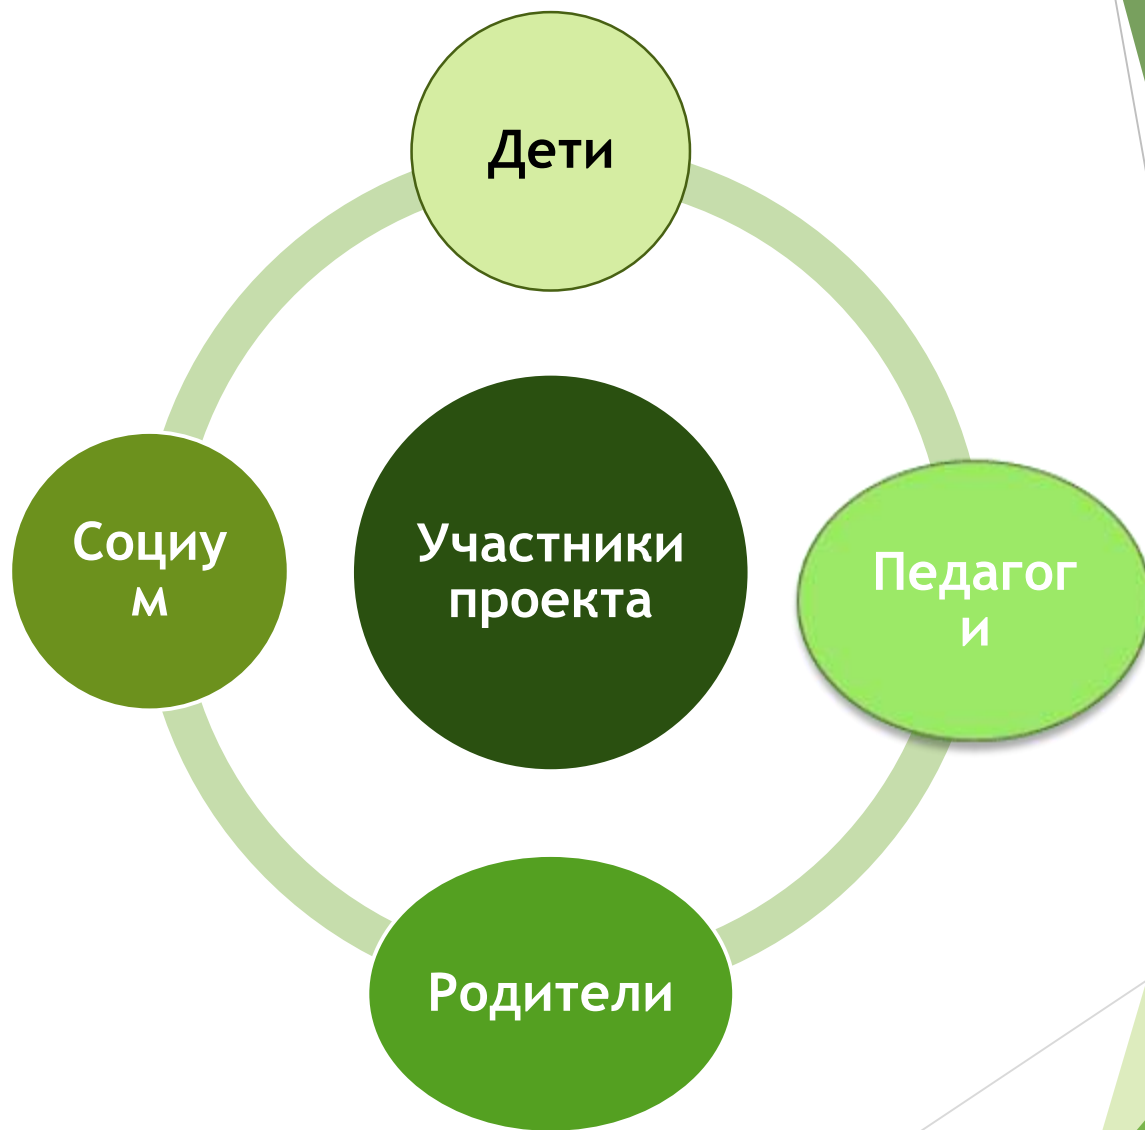 Дети
Социу
м
Участники
проекта
Педагог
и
Родители